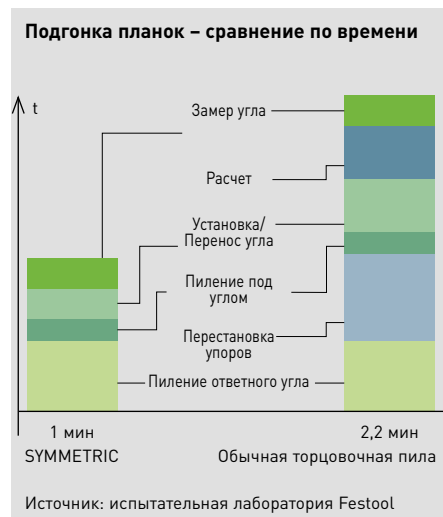 Подгонка планок – сравнение по времени
t
Замер угла
Расчет
Установка/
Перенос угла
Пиление под
углом
Перестановка
упоров
Пиление ответного угла
1 мин
2,2 мин
SYMMETRIC
Обычная торцовочная пила
Источник: испытательная лаборатория Festool